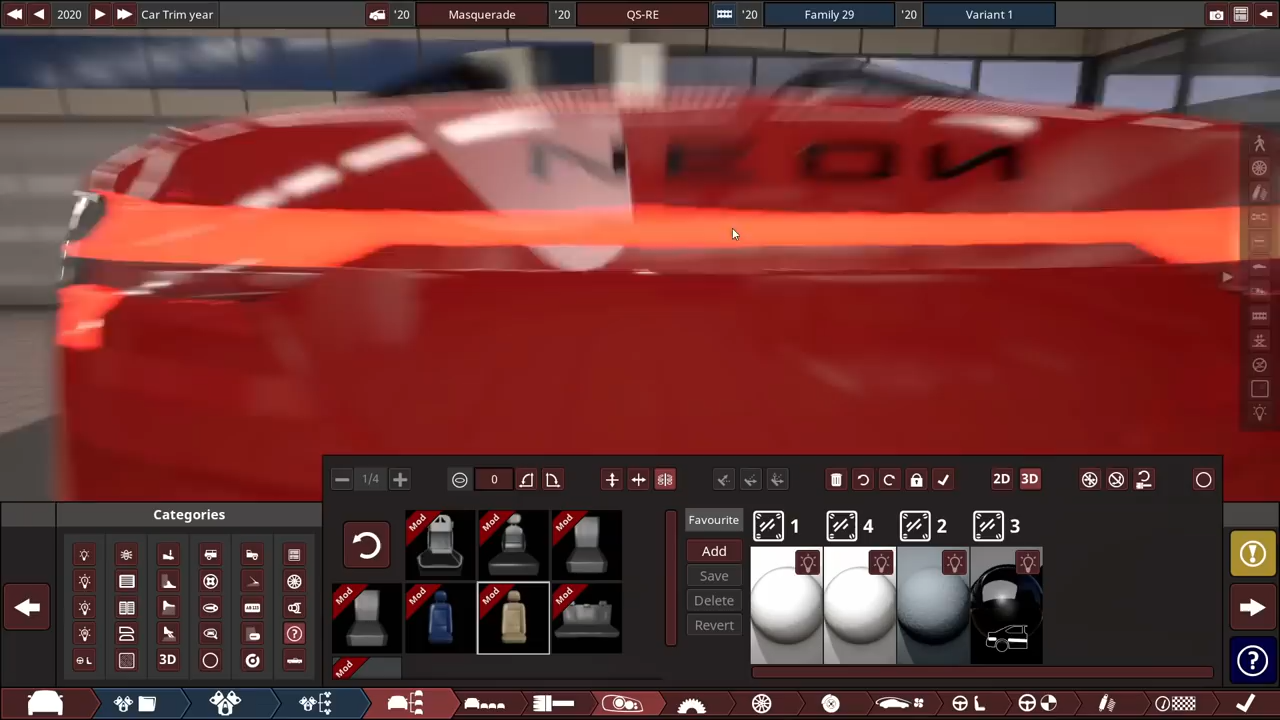 2020 Car Trim year '20 Masquerade '20 QS-RE '20 Family 29 '20 Variant 1
NEON
1/4 0 2D 3D
Categories
Favourite 1 4 2 3
Add
Save
Delete
Revert
Mod Mod Mod
Mod Mod Mod Mod
Mod
L
3D